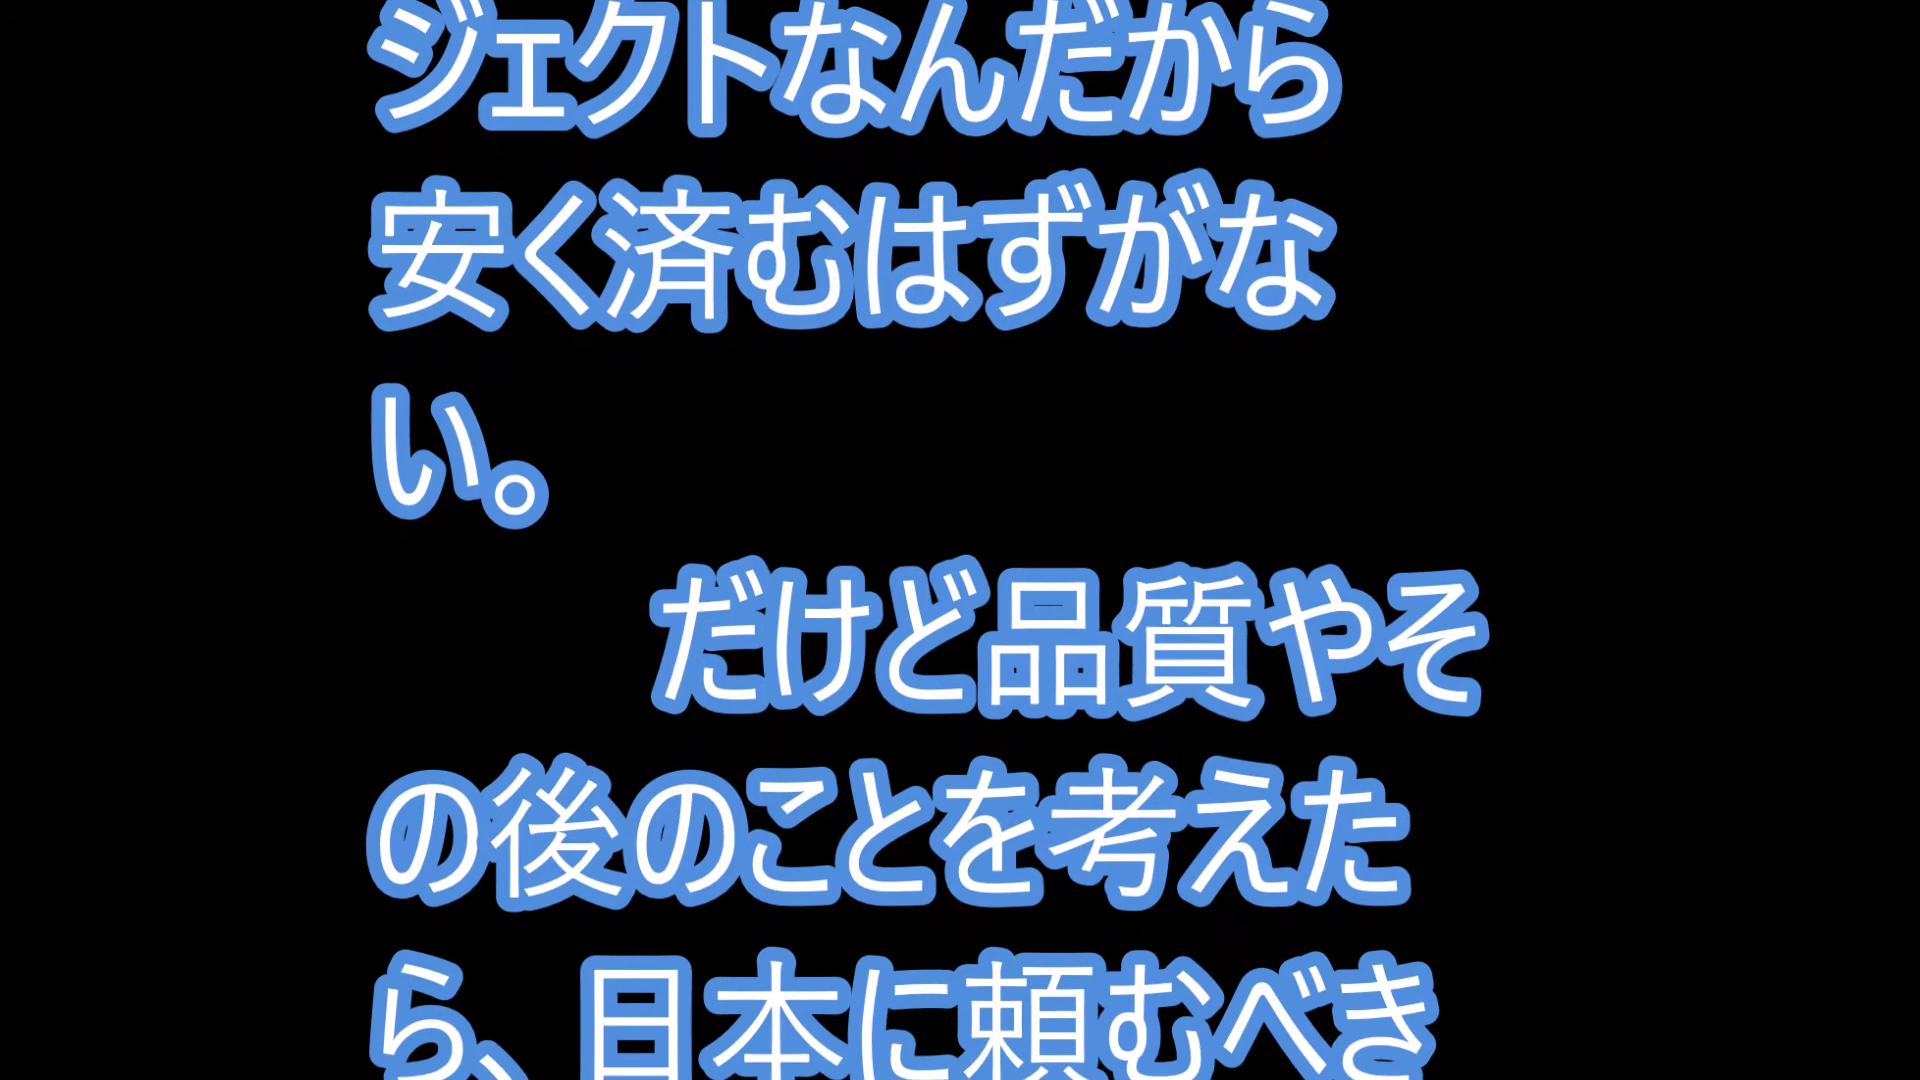 ジェクトなんだから
安く済むはずがな
い。
だけど品質やそ
の後のことを考えた
ら、日本に頼むべき